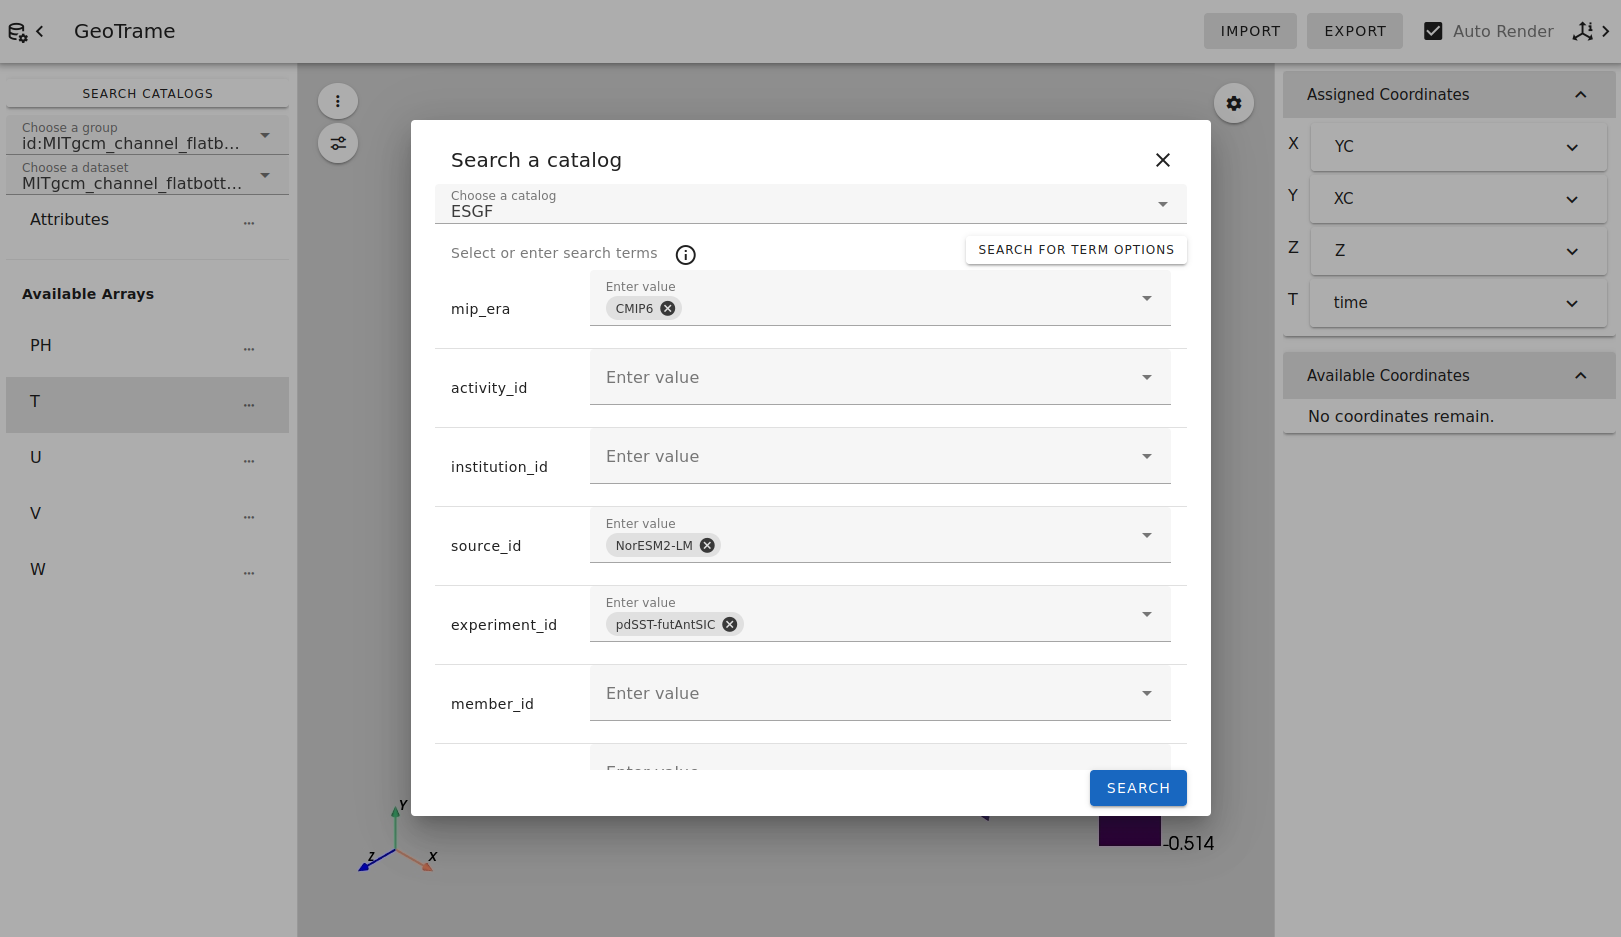 GeoTrame
IMPORT
EXPORT
Auto Render
SEARCH CATALOGS
Choose a group
id:MITgcm_channel_flatb...
Choose a dataset
MITgcm_channel_flatbott...
Attributes
...
Available Arrays
PH
...
T
...
U
...
V
...
W
...
Search a catalog
Choose a catalog
ESGF
Select or enter search terms
SEARCH FOR TERM OPTIONS
mip_era
Enter value
CMIP6
activity_id
Enter value
institution_id
Enter value
source_id
Enter value
NorESM2-LM
experiment_id
Enter value
pdSST-futAntSIC
member_id
Enter value
Enter value
SEARCH
Y
Z
X
-0.514
Assigned Coordinates
X
YC
Y
XC
Z
Z
T
time
Available Coordinates
No coordinates remain.